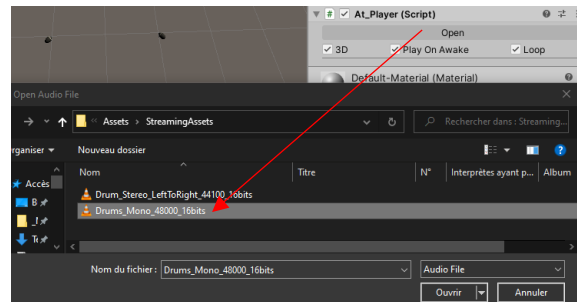 # At_Player (Script)
Open
3D Play On Awake Loop
Default-Material (Material)
Open Audio File
« Assets > StreamingAssets
Rechercher dans : Streaming...
rganiser Nouveau dossier
Nom Titre N° Interprètes ayant p... Album
Accès
Drum_Stereo_LeftToRight_44100_16bits
B
Drums_Mono_48000_16bits
Nom du fichier : Drums_Mono_48000_16bits Audio File
Ouvrir Annuler